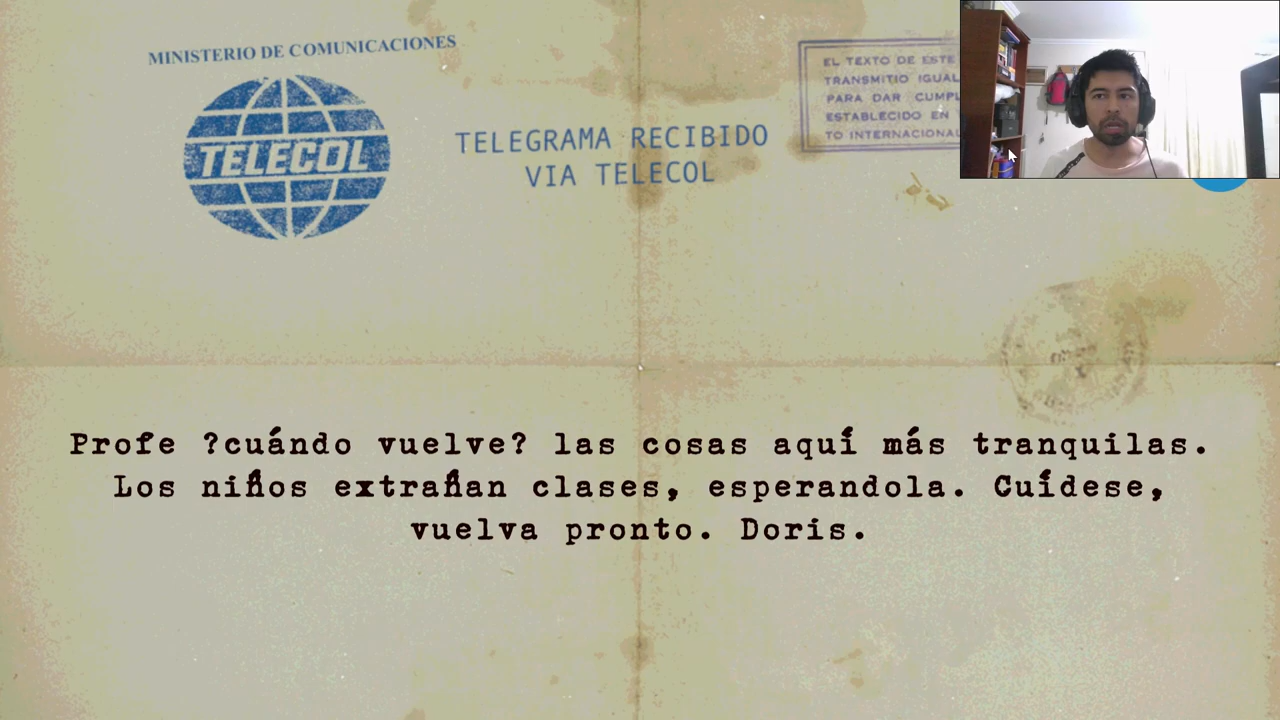 MINISTERIO DE COMUNICACIONES
TELECOL
TELEGRAMA RECIBIDO
VIA TELECOL
EL TEXTO DE ESTE
TRANSMITIO IGUAL
PARA DAR
ESTABLECIDO EN
TO INTERNACIONAL
Profe ?cuándo vuelve? las cosas aquí más tranquilas.
Los niños extrañan clases, esperandola. Cuídese,
vuelva pronto. Doris.